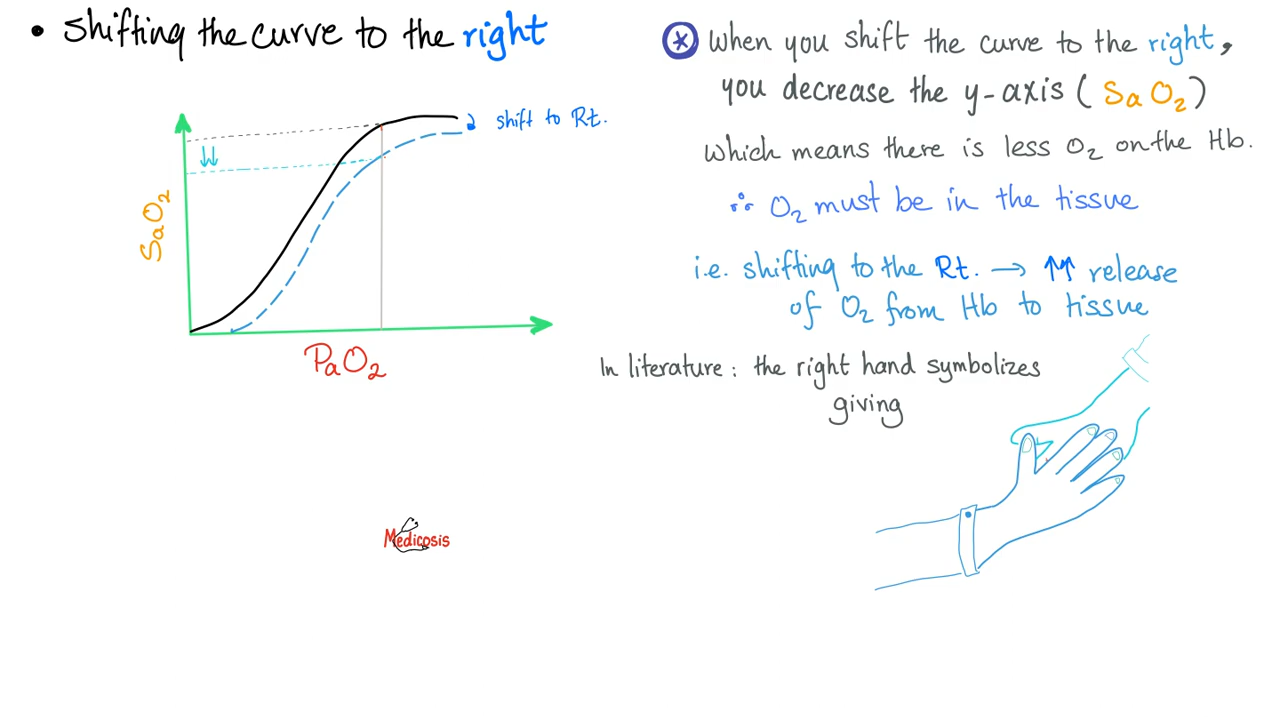 • Shifting the curve to the right
shift to Rt.
↓↓
SaO2
PaO2
Medicosis
* When you shift the curve to the right,
you decrease the y-axis (SaO2)
which means there is less O2 on the Hb.
∴ O2 must be in the tissue
i.e. shifting to the Rt. → ↑↑ release
of O2 from Hb to tissue
In literature: the right hand symbolizes
giving